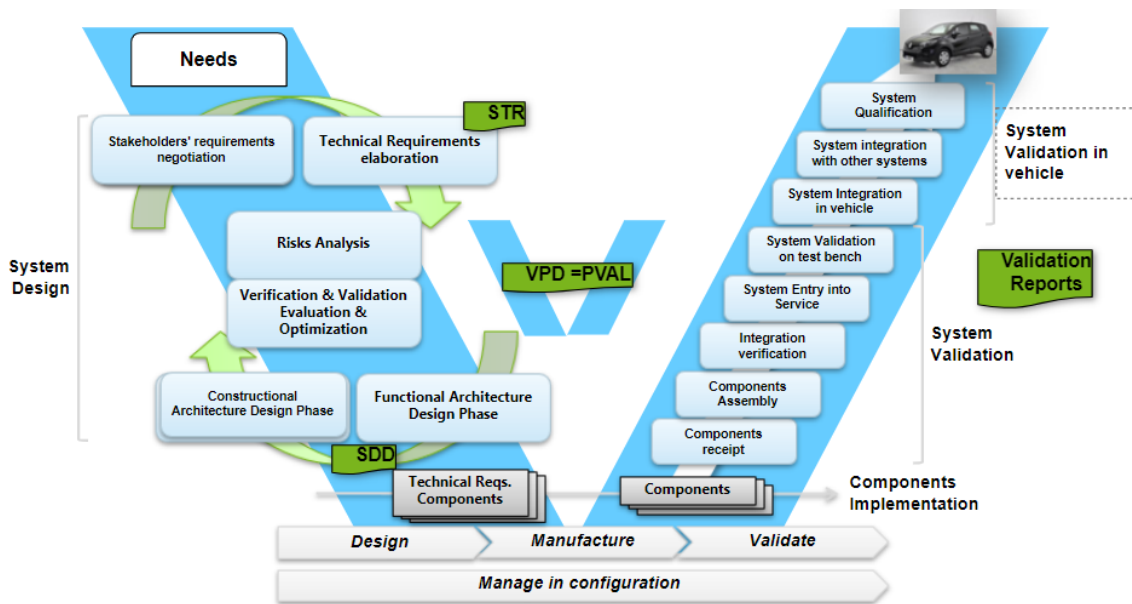 Needs
STR
Stakeholders' requirements
negotiation
Technical Requirements
elaboration
Risks Analysis
Verification & Validation
Evaluation &
Optimization
System
Design
Constructional
Architecture Design Phase
Functional Architecture
Design Phase
SDD
VPD =PVAL
Technical Reqs.
Components
System
Qualification
System integration
with other systems
System Integration
in vehicle
System Validation
on test bench
System Entry into
Service
Integration
verification
Components
Assembly
Components
receipt
Components
System
Validation in
vehicle
Validation
Reports
System
Validation
Components
Implementation
Design
Manufacture
Validate
Manage in configuration